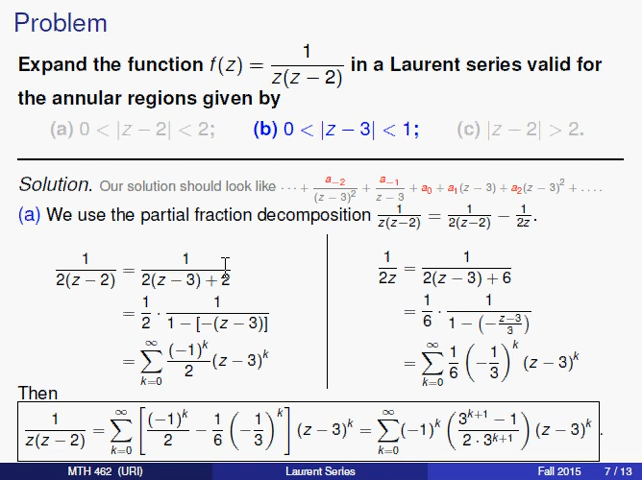 Problem
Expand the function f(z) = 1/(z(z − 2)) in a Laurent series valid for
the annular regions given by
(a) 0 < |z − 2| < 2; (b) 0 < |z − 3| < 1; (c) |z − 2| > 2.
Solution. Our solution should look like ··· + a₋₂/(z − 3)² + a₋₁/(z − 3) + a₀ + a₁(z − 3) + a₂(z − 3)² + ....
(a) We use the partial fraction decomposition 1/(z(z−2)) = 1/(2(z−2)) − 1/(2z).
1/(2(z − 2)) = 1/(2(z − 3) + 2)
= 1/2 · 1/(1 − [−(z − 3)])
= ∑_{k=0}^{∞} (−1)^k/2 (z − 3)^k
1/(2z) = 1/(2(z − 3) + 6)
= 1/6 · 1/(1 − (−(z−3)/3))
= ∑_{k=0}^{∞} 1/6 (−1/3)^k (z − 3)^k
Then
1/(z(z − 2)) = ∑_{k=0}^{∞} [(−1)^k/2 − 1/6 (−1/3)^k] (z − 3)^k = ∑_{k=0}^{∞} (−1)^k ((3^{k+1} − 1)/(2 · 3^{k+1})) (z − 3)^k.
MTH 462 (URI) Laurent Series Fall 2015 7 / 13